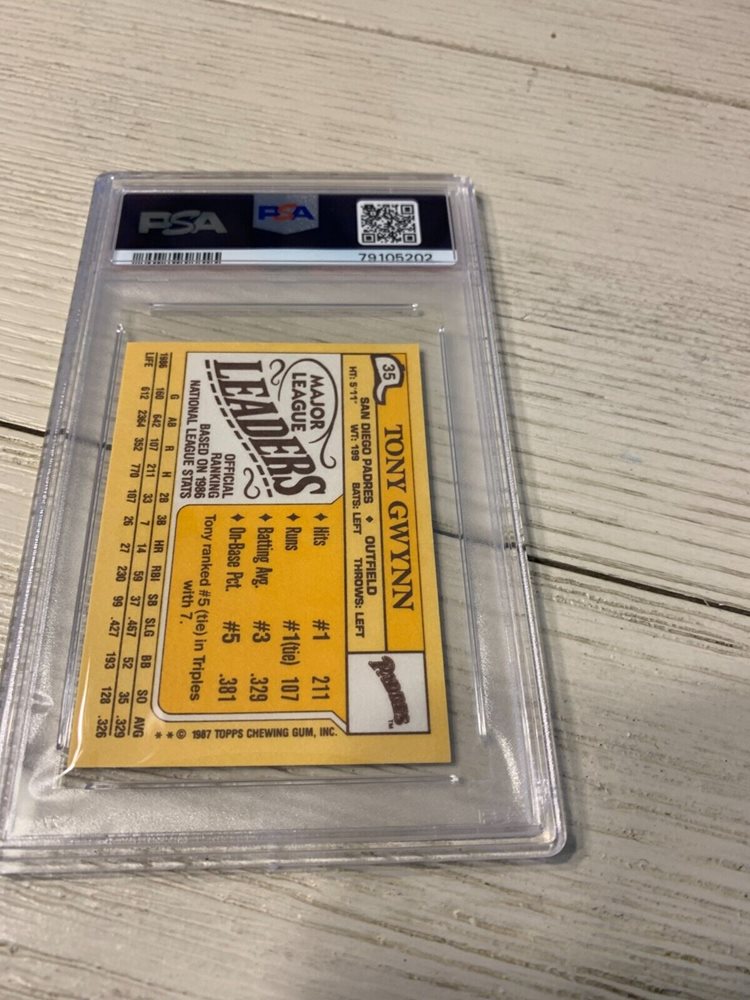 PSA
PSA
79105202
35
TONY GWYNN
SAN DIEGO PADRES ♦ OUTFIELD
HT: 5'11" WT: 199 BATS: LEFT THROWS: LEFT
PADRES
TM
MAJOR
LEAGUE
LEADERS
OFFICIAL
RANKING
BASED ON 1986
NATIONAL LEAGUE STATS
♦ Hits #1 211
♦ Runs #1(tie) 107
♦ Batting Avg. #3 .329
♦ On-Base Pct. #5 .381
Tony ranked #5 (tie) in Triples
with 7.
G AB R H 2B 3B HR RBI SB SLG BB SO AVG
1986 160 642 107 211 33 7 14 59 37 .467 52 35 .329
LIFE 612 2364 352 770 107 26 27 230 99 .427 193 128 .326
* * © 1987 TOPPS CHEWING GUM, INC.